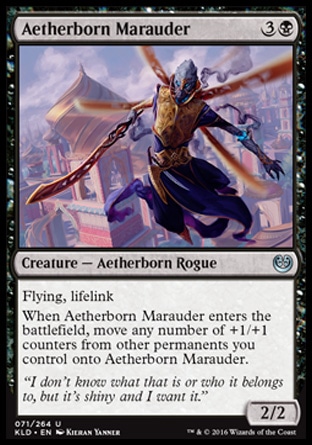 Aetherborn Marauder 3
Creature — Aetherborn Rogue
Flying, lifelink
When Aetherborn Marauder enters the
battlefield, move any number of +1/+1
counters from other permanents you
control onto Aetherborn Marauder.
“I don’t know what that is or who it belongs
to, but it’s shiny and I want it.”
2/2
071/264 U
KLD • EN Kieran Yanner ™ & © 2016 Wizards of the Coast